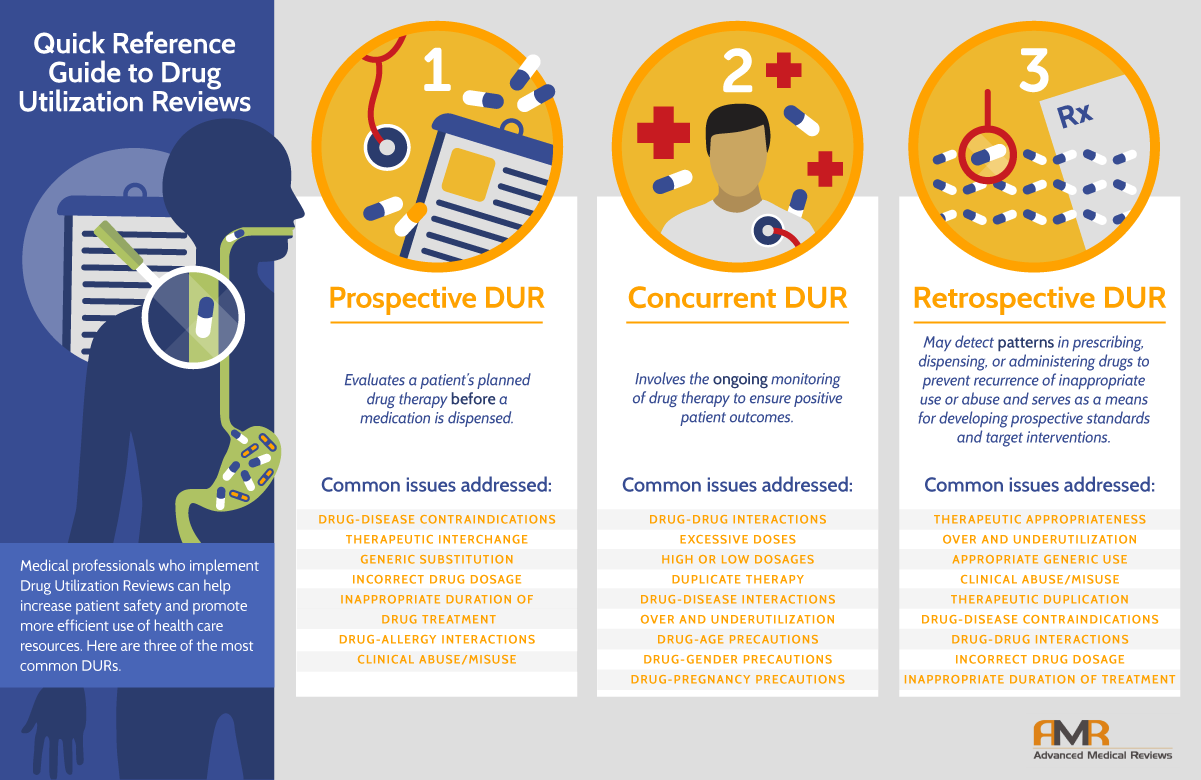 Quick Reference
Guide to Drug
Utilization Reviews
Medical professionals who implement
Drug Utilization Reviews can help
increase patient safety and promote
more efficient use of health care
resources. Here are three of the most
common DURs.
1
Prospective DUR
Evaluates a patient's planned
drug therapy before a
medication is dispensed.
Common issues addressed:
DRUG-DISEASE CONTRAINDICATIONS
THERAPEUTIC INTERCHANGE
GENERIC SUBSTITUTION
INCORRECT DRUG DOSAGE
INAPPROPRIATE DURATION OF
DRUG TREATMENT
DRUG-ALLERGY INTERACTIONS
CLINICAL ABUSE/MISUSE
2
Concurrent DUR
Involves the ongoing monitoring
of drug therapy to ensure positive
patient outcomes.
Common issues addressed:
DRUG-DRUG INTERACTIONS
EXCESSIVE DOSES
HIGH OR LOW DOSAGES
DUPLICATE THERAPY
DRUG-DISEASE INTERACTIONS
OVER AND UNDERUTILIZATION
DRUG-AGE PRECAUTIONS
DRUG-GENDER PRECAUTIONS
DRUG-PREGNANCY PRECAUTIONS
3
Rx
Retrospective DUR
May detect patterns in prescribing,
dispensing, or administering drugs to
prevent recurrence of inappropriate
use or abuse and serves as a means
for developing prospective standards
and target interventions.
Common issues addressed:
THERAPEUTIC APPROPRIATENESS
OVER AND UNDERUTILIZATION
APPROPRIATE GENERIC USE
CLINICAL ABUSE/MISUSE
THERAPEUTIC DUPLICATION
DRUG-DISEASE CONTRAINDICATIONS
DRUG-DRUG INTERACTIONS
INCORRECT DRUG DOSAGE
INAPPROPRIATE DURATION OF TREATMENT
AMR
Advanced Medical Reviews